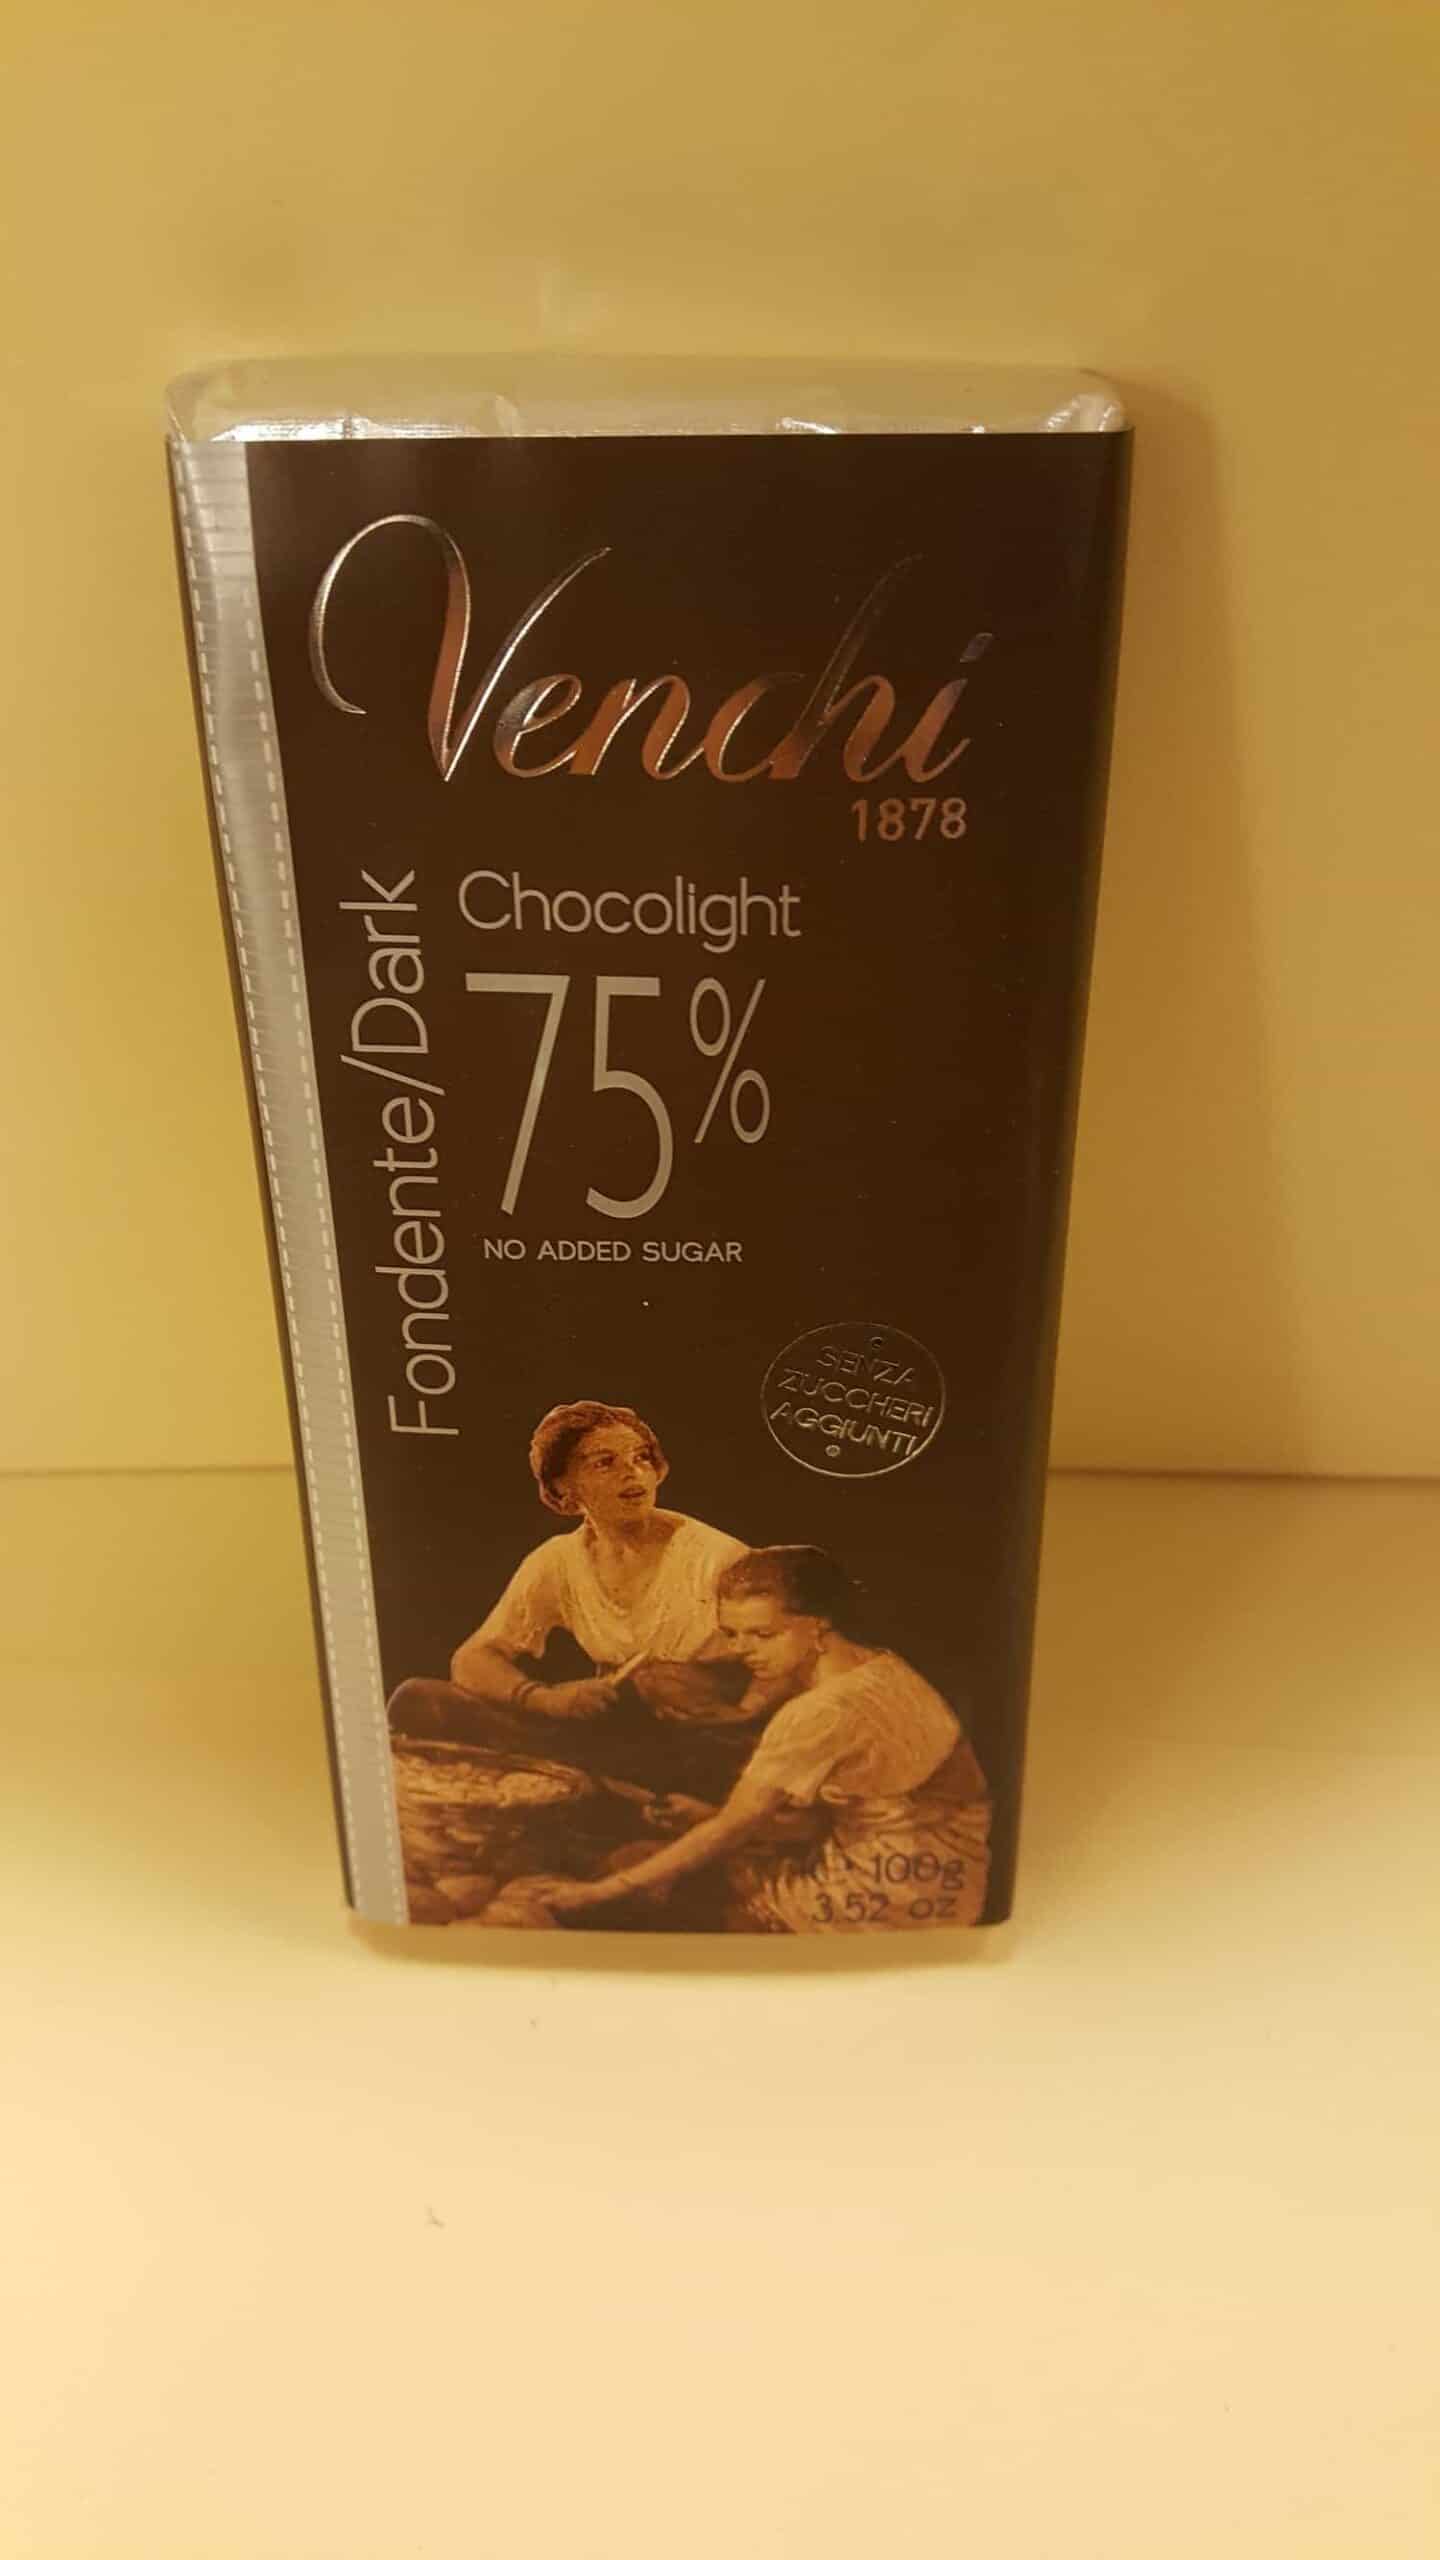 Venchi
1878
Fondente/Dark
Chocolight
75%
NO ADDED SUGAR
SENZA
ZUCCHERI
AGGIUNTI
100g
3.52 oz